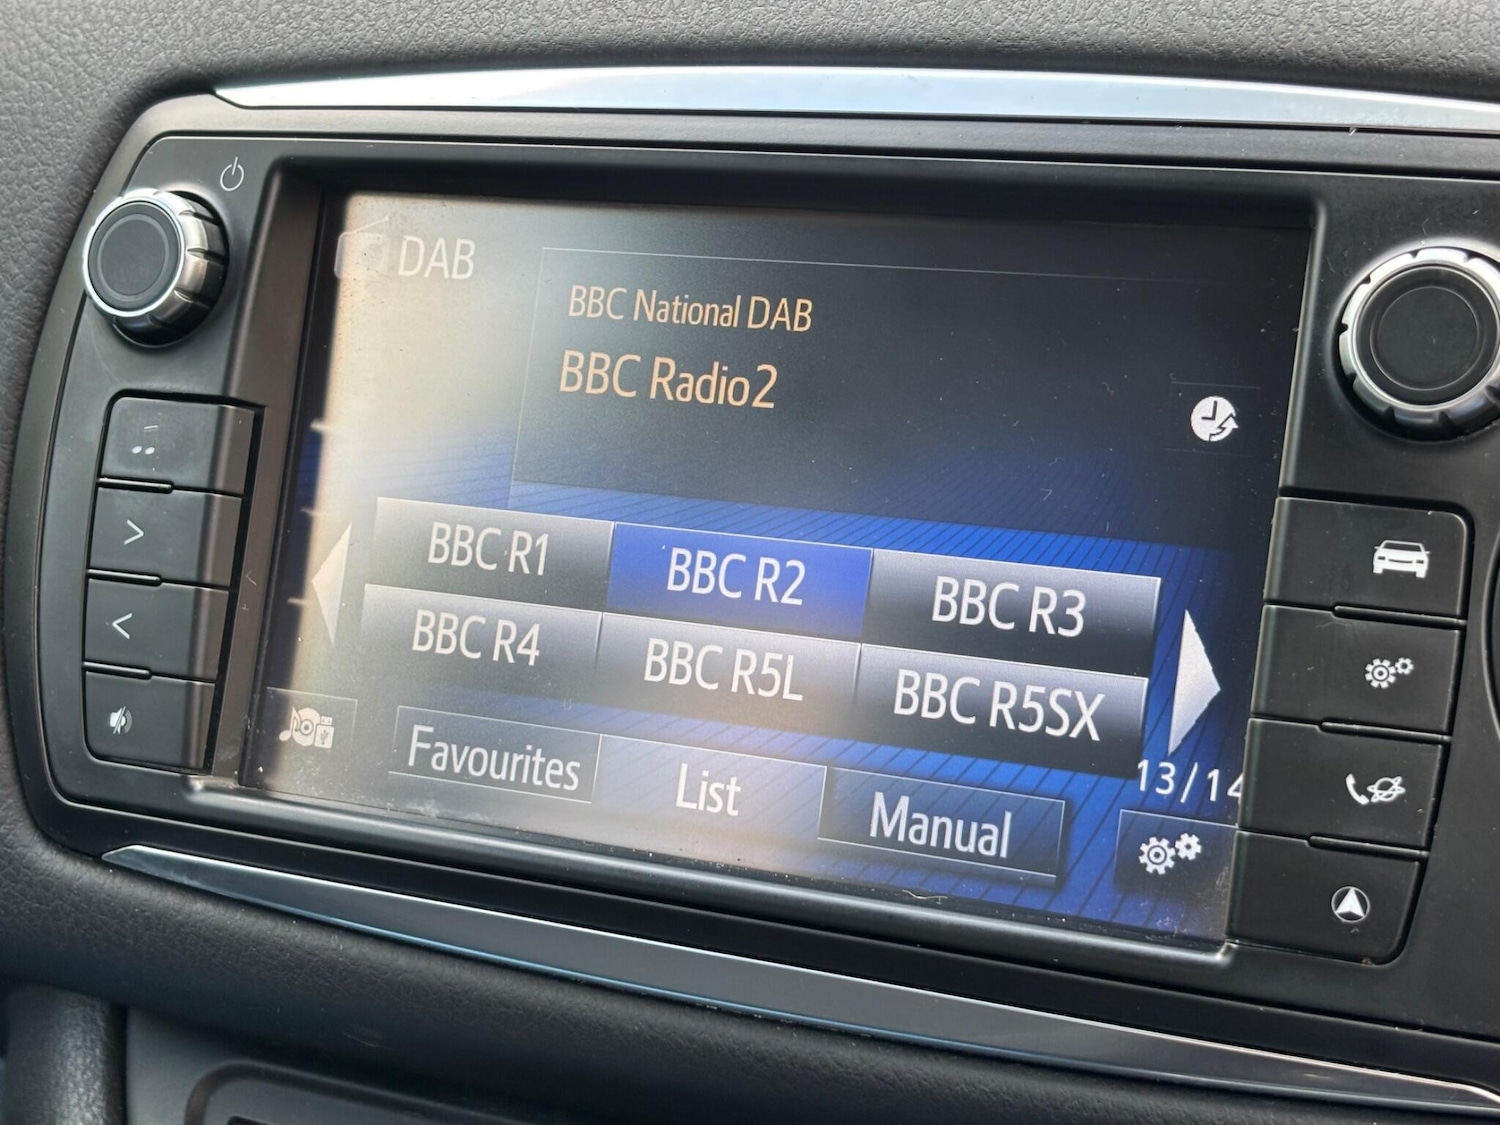 DAB
BBC National DAB
BBC Radio2
BBC R1 BBC R2 BBC R3
BBC R4 BBC R5L BBC R5SX
13/14
Favourites List Manual